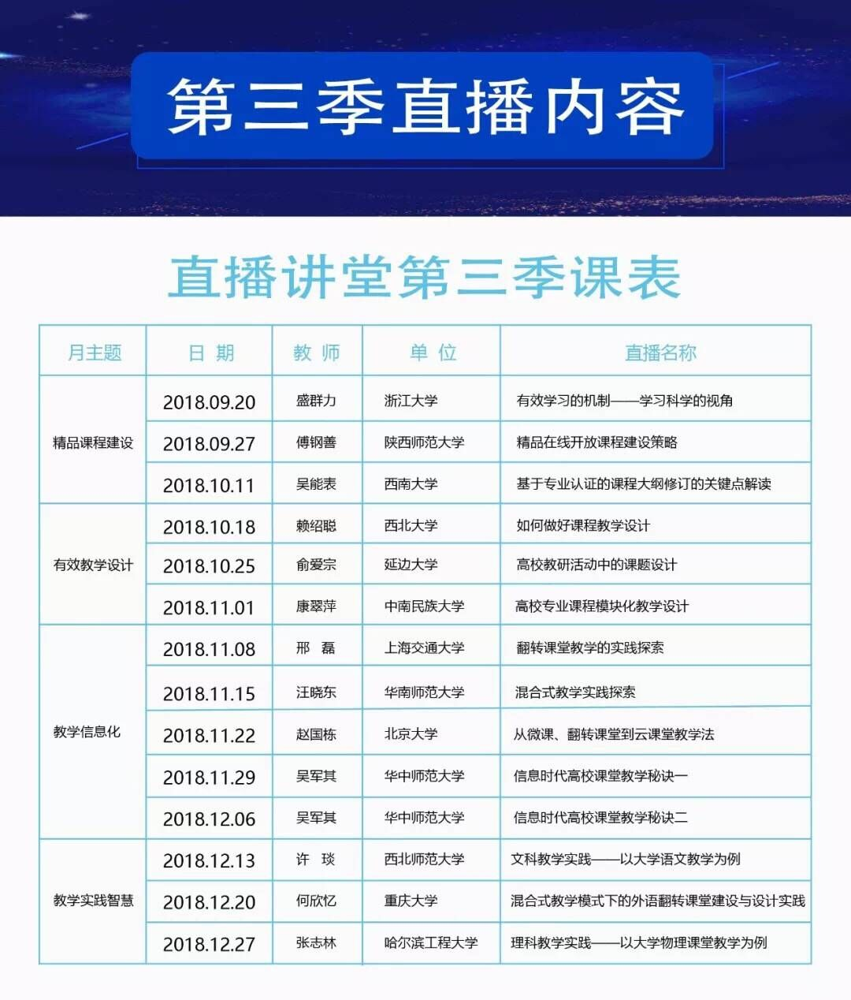 第三季直播内容
直播讲堂第三季课表
月主题 日 期 教 师 单 位 直播名称
精品课程建设
2018.09.20 盛群力 浙江大学 有效学习的机制——学习科学的视角
2018.09.27 傅钢善 陕西师范大学 精品在线开放课程建设策略
2018.10.11 吴能表 西南大学 基于专业认证的课程大纲修订的关键点解读
有效教学设计
2018.10.18 赖绍聪 西北大学 如何做好课程教学设计
2018.10.25 俞爱宗 延边大学 高校教研活动中的课题设计
2018.11.01 康翠萍 中南民族大学 高校专业课程模块化教学设计
教学信息化
2018.11.08 邢 磊 上海交通大学 翻转课堂教学的实践探索
2018.11.15 汪晓东 华南师范大学 混合式教学实践探索
2018.11.22 赵国栋 北京大学 从微课、翻转课堂到云课堂教学法
2018.11.29 吴军其 华中师范大学 信息时代高校课堂教学秘诀一
2018.12.06 吴军其 华中师范大学 信息时代高校课堂教学秘诀二
教学实践智慧
2018.12.13 许 琰 西北师范大学 文科教学实践——以大学语文教学为例
2018.12.20 何欣忆 重庆大学 混合式教学模式下的外语翻转课堂建设与设计实践
2018.12.27 张志林 哈尔滨工程大学 理科教学实践——以大学物理课堂教学为例